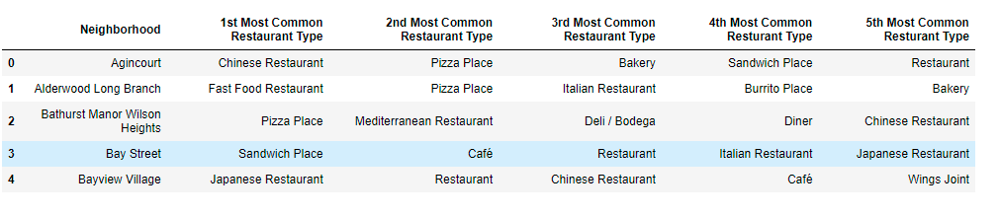 Neighborhood 1st Most Common Restaurant Type 2nd Most Common Restaurant Type 3rd Most Common Restaurant Type 4th Most Common Resturant Type 5th Most Common Resturant Type
0 Agincourt Chinese Restaurant Pizza Place Bakery Sandwich Place Restaurant
1 Alderwood Long Branch Fast Food Restaurant Pizza Place Italian Restaurant Burrito Place Bakery
2 Bathurst Manor Wilson Heights Pizza Place Mediterranean Restaurant Deli / Bodega Diner Chinese Restaurant
3 Bay Street Sandwich Place Café Restaurant Italian Restaurant Japanese Restaurant
4 Bayview Village Japanese Restaurant Restaurant Chinese Restaurant Café Wings Joint